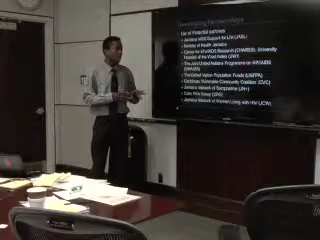 Developing Partnerships
List of Potential partners
Jamaica AIDS Support for Life (JASL)
Ministry of Health Jamaica
Center for HIV/AIDS Research (CHARES), University
Hospital of the West Indies (UWI)
The Joint United Nations Programme on HIV/AIDS
(UNAIDS)
The United Nation Population Funds (UNFPA)
Caribbean Vulnerable Community Coalition (CVC)
Jamaica Network of Seropositive (JN+)
Colour Pink Group (CPG)
Jamaica Network of Women Living with HIV (JCW)